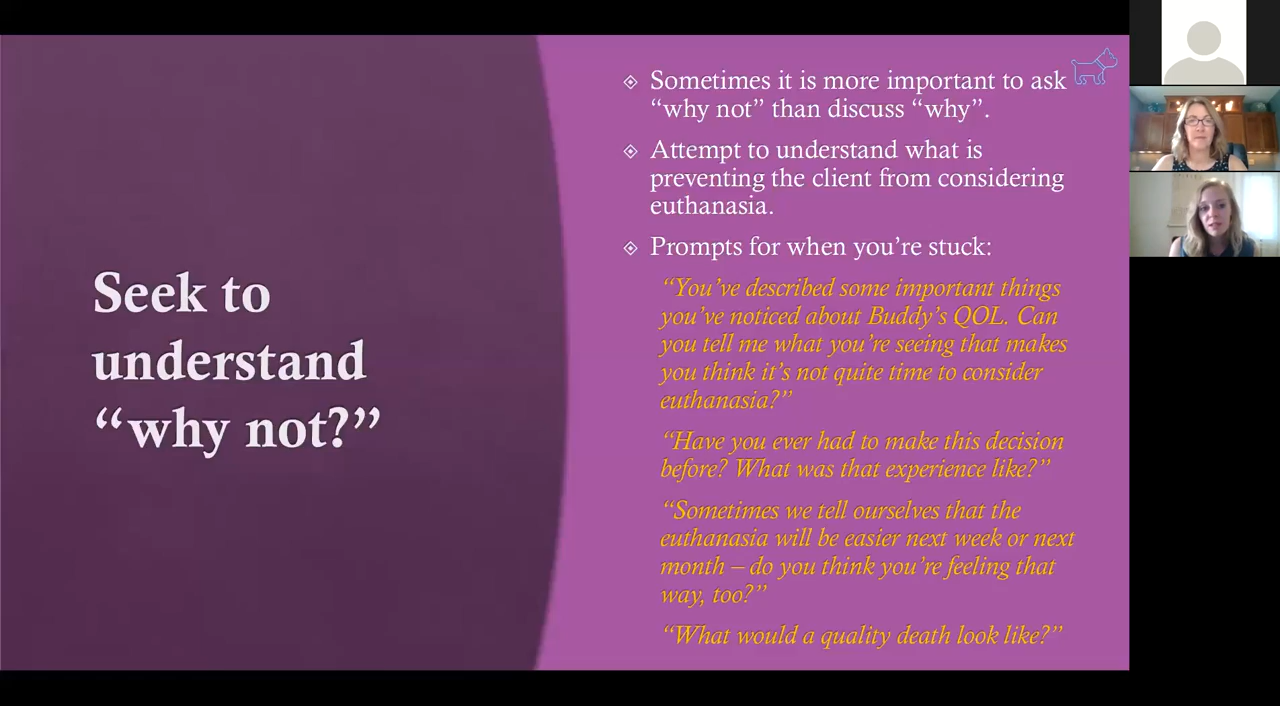 Seek to
understand
“why not?”
Sometimes it is more important to ask
“why not” than discuss “why”.
Attempt to understand what is
preventing the client from considering
euthanasia.
Prompts for when you’re stuck:
“You’ve described some important things
you’ve noticed about Buddy’s QOL. Can
you tell me what you’re seeing that makes
you think it’s not quite time to consider
euthanasia?”
“Have you ever had to make this decision
before? What was that experience like?”
“Sometimes we tell ourselves that the
euthanasia will be easier next week or next
month – do you think you’re feeling that
way, too?”
“What would a quality death look like?”